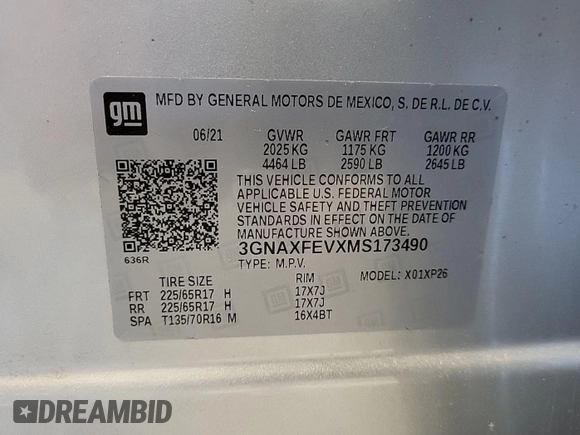 gm
MFD BY GENERAL MOTORS DE MEXICO, S. DE R.L. DE C.V.
06/21 GVWR GAWR FRT GAWR RR
2025 KG 1175 KG 1200 KG
4464 LB 2590 LB 2645 LB
THIS VEHICLE CONFORMS TO ALL
APPLICABLE U.S. FEDERAL MOTOR
VEHICLE SAFETY AND THEFT PREVENTION
STANDARDS IN EFFECT ON THE DATE OF
MANUFACTURE SHOWN ABOVE.
636R
3GNAXFEVXMS173490
TYPE: M.P.V. MODEL: X01XP26
TIRE SIZE RIM
FRT 225/65R17 H 17X7J
RR 225/65R17 H 17X7J
SPA T135/70R16 M 16X4BT
DREAMBID